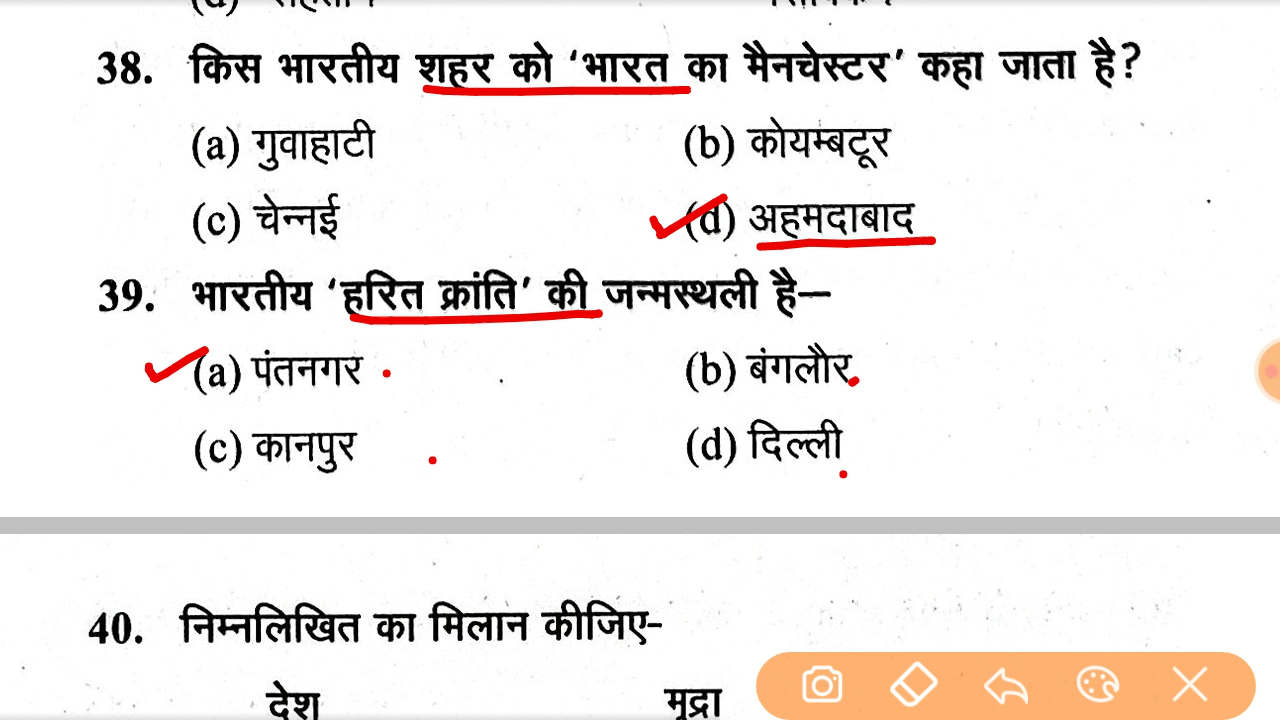 38. किस भारतीय शहर को ‘भारत का मैनचेस्टर’ कहा जाता है?
(a) गुवाहाटी (b) कोयम्बटूर
(c) चेन्नई (d) अहमदाबाद
39. भारतीय ‘हरित क्रांति’ की जन्मस्थली है–
(a) पंतनगर (b) बंगलौर
(c) कानपुर (d) दिल्ली
40. निम्नलिखित का मिलान कीजिए-
देश मुद्रा